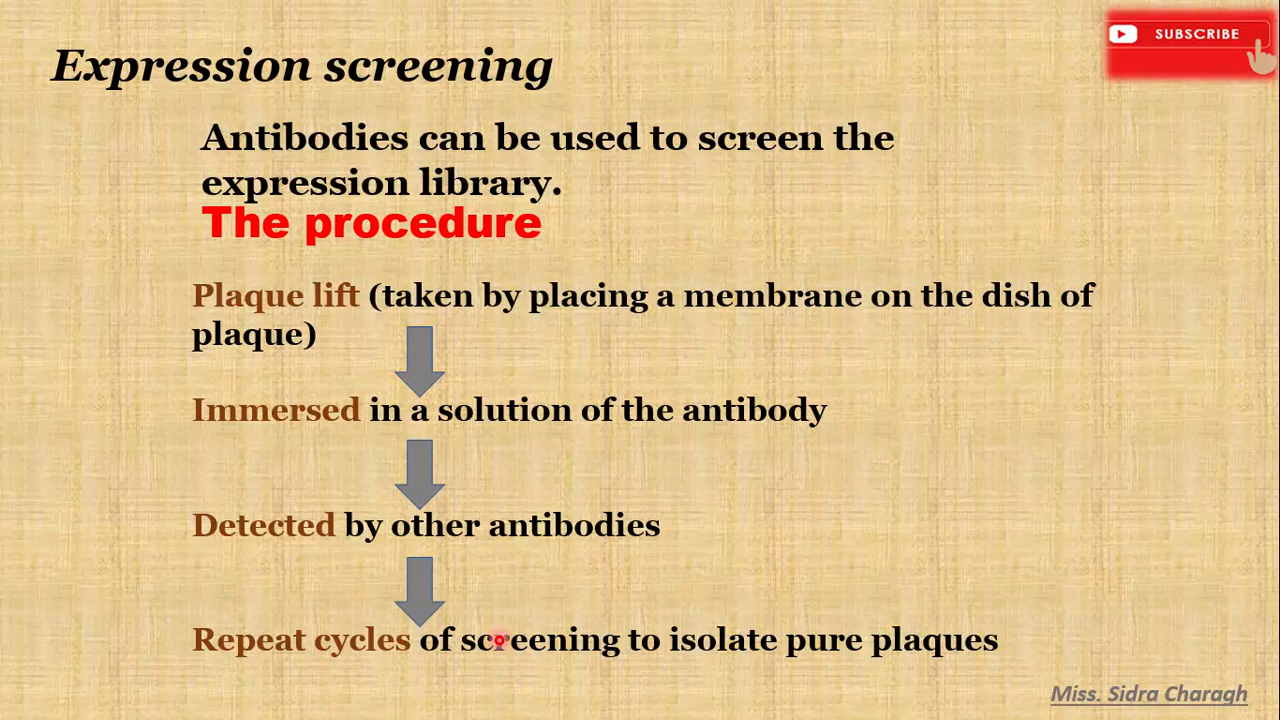 Expression screening
SUBSCRIBE
Antibodies can be used to screen the
expression library.
The procedure
Plaque lift (taken by placing a membrane on the dish of
plaque)
Immersed in a solution of the antibody
Detected by other antibodies
Repeat cycles of screening to isolate pure plaques
Miss. Sidra Charagh